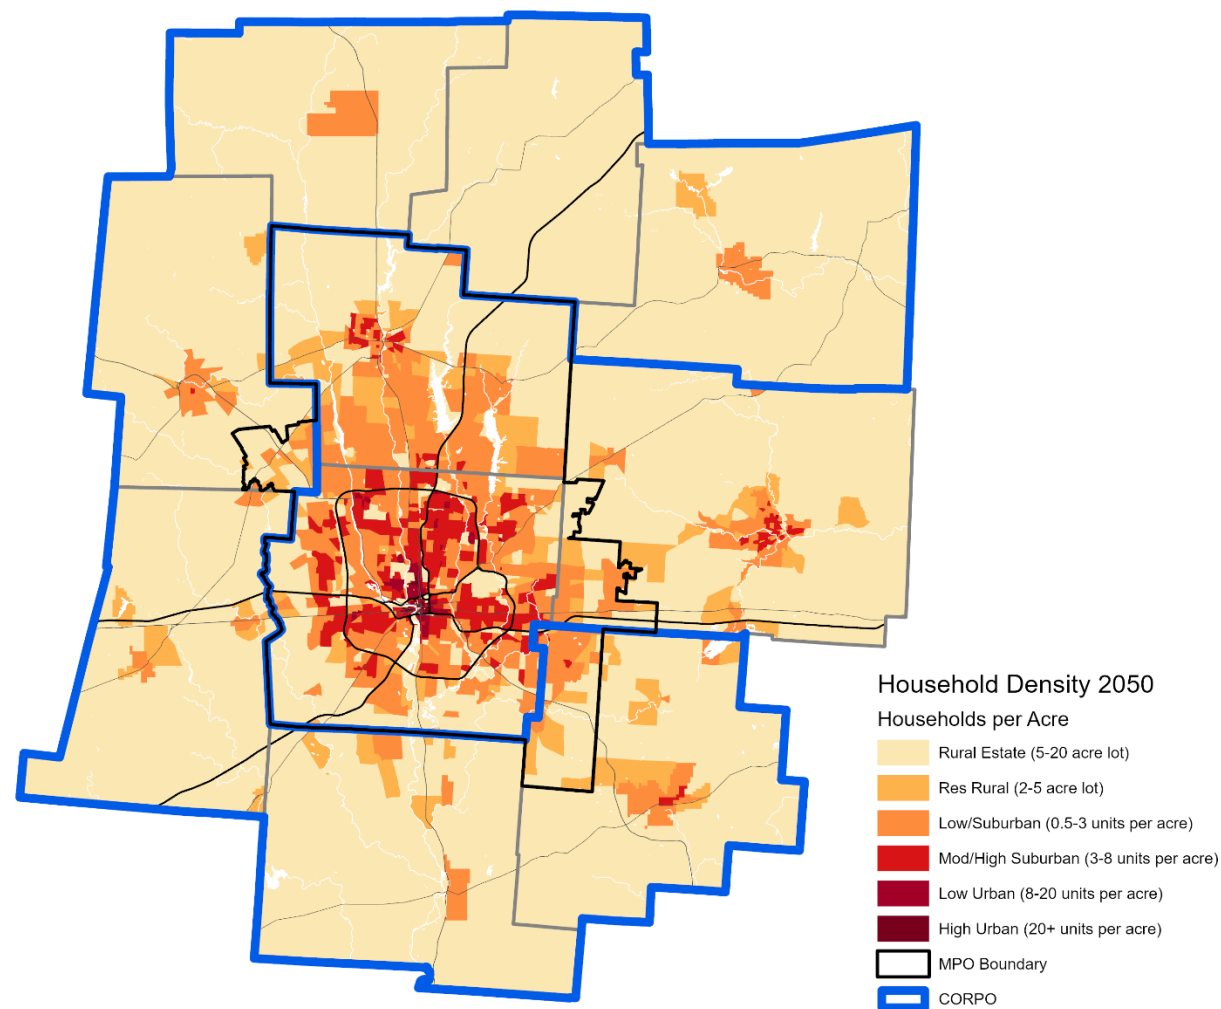 Household Density 2050
Households per Acre
Rural Estate (5-20 acre lot)
Res Rural (2-5 acre lot)
Low/Suburban (0.5-3 units per acre)
Mod/High Suburban (3-8 units per acre)
Low Urban (8-20 units per acre)
High Urban (20+ units per acre)
MPO Boundary
CORPO